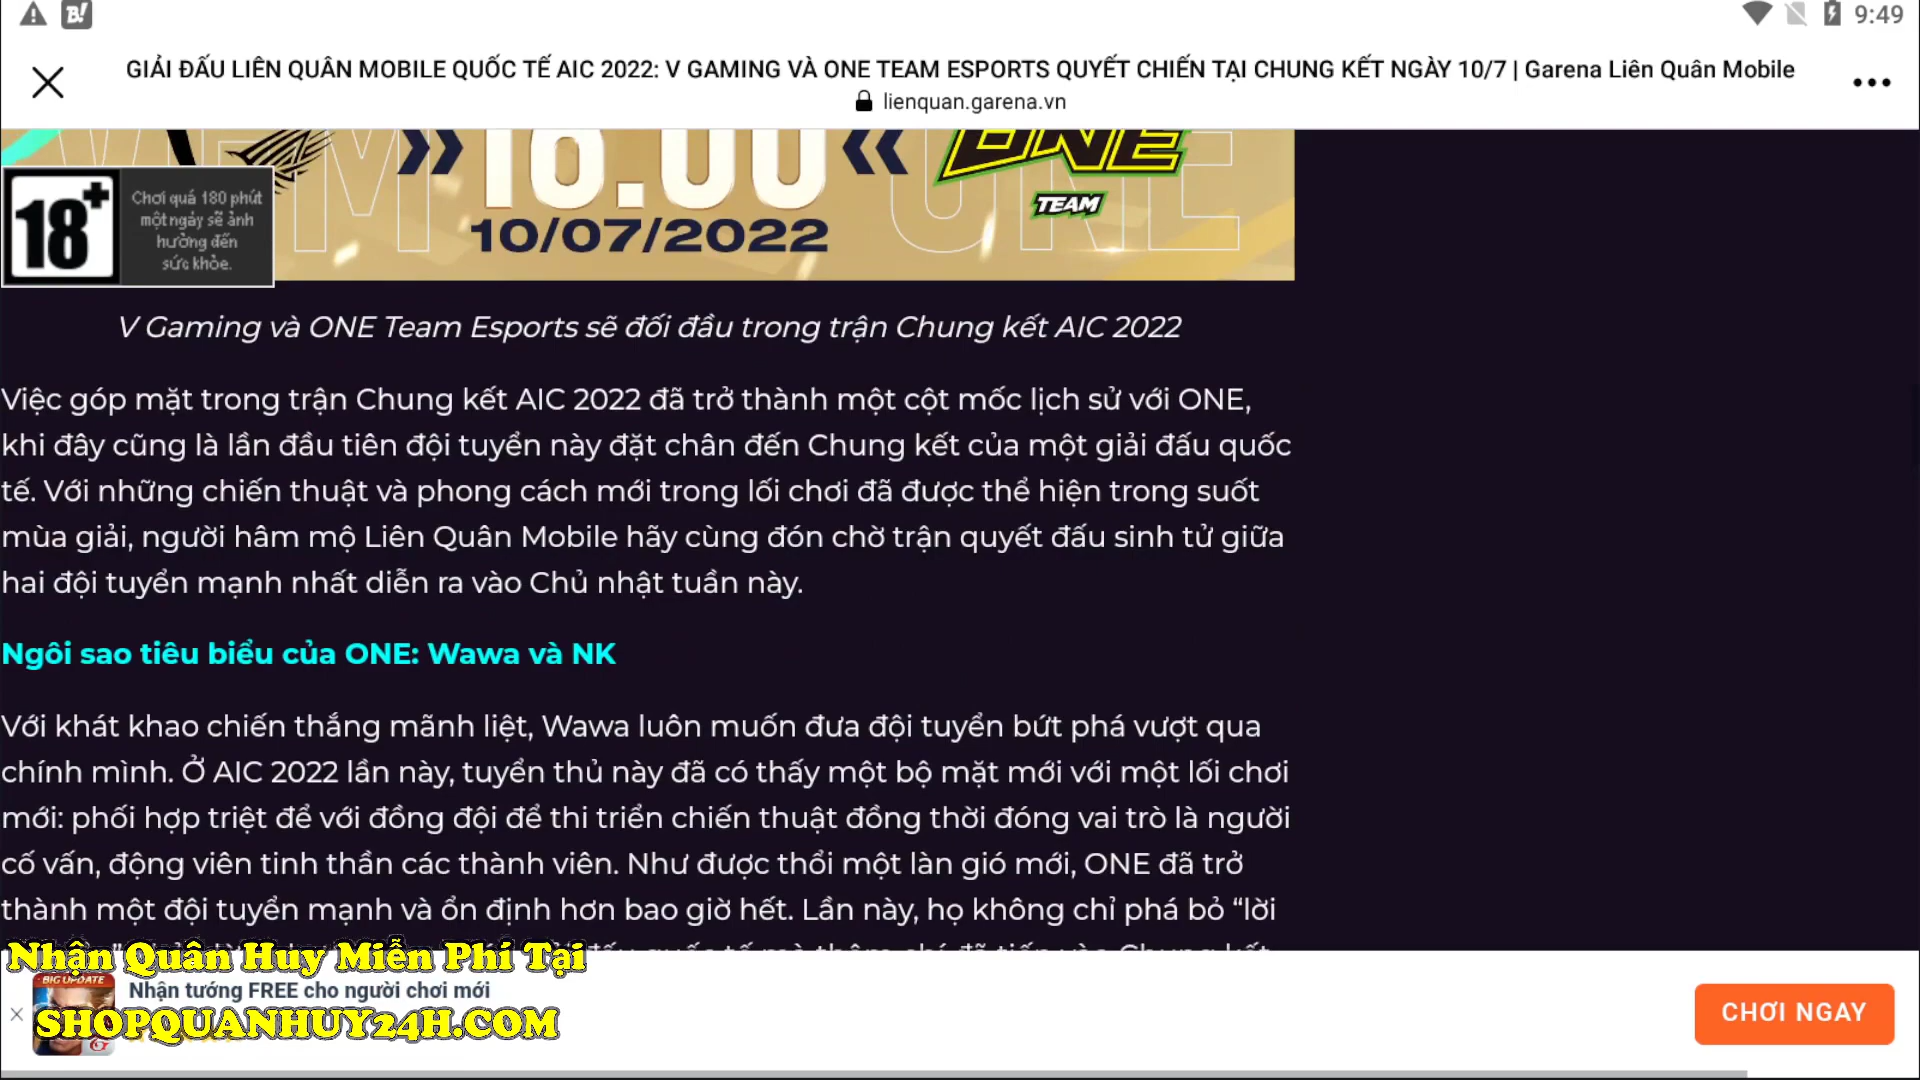 B!
9:49
GIẢI ĐẤU LIÊN QUÂN MOBILE QUỐC TẾ AIC 2022: V GAMING VÀ ONE TEAM ESPORTS QUYẾT CHIẾN TẠI CHUNG KẾT NGÀY 10/7 | Garena Liên Quân Mobile
lienquan.garena.vn
ONE
TEAM
10/07/2022
18+
Chơi quá 180 phút
một ngày sẽ ảnh
hưởng đến
sức khỏe.
V Gaming và ONE Team Esports sẽ đối đầu trong trận Chung kết AIC 2022
Việc góp mặt trong trận Chung kết AIC 2022 đã trở thành một cột mốc lịch sử với ONE,
khi đây cũng là lần đầu tiên đội tuyển này đặt chân đến Chung kết của một giải đấu quốc
tế. Với những chiến thuật và phong cách mới trong lối chơi đã được thể hiện trong suốt
mùa giải, người hâm mộ Liên Quân Mobile hãy cùng đón chờ trận quyết đấu sinh tử giữa
hai đội tuyển mạnh nhất diễn ra vào Chủ nhật tuần này.
Ngôi sao tiêu biểu của ONE: Wawa và NK
Với khát khao chiến thắng mãnh liệt, Wawa luôn muốn đưa đội tuyển bứt phá vượt qua
chính mình. Ở AIC 2022 lần này, tuyển thủ này đã có thấy một bộ mặt mới với một lối chơi
mới: phối hợp triệt để với đồng đội để thi triển chiến thuật đồng thời đóng vai trò là người
cố vấn, động viên tinh thần các thành viên. Như được thổi một làn gió mới, ONE đã trở
thành một đội tuyển mạnh và ổn định hơn bao giờ hết. Lần này, họ không chỉ phá bỏ “lời
Nhận Quân Huy Miễn Phí Tại
BIG UPDATE
Nhận tướng FREE cho người chơi mới
SHOPQUANHUY24H.COM
CHƠI NGAY